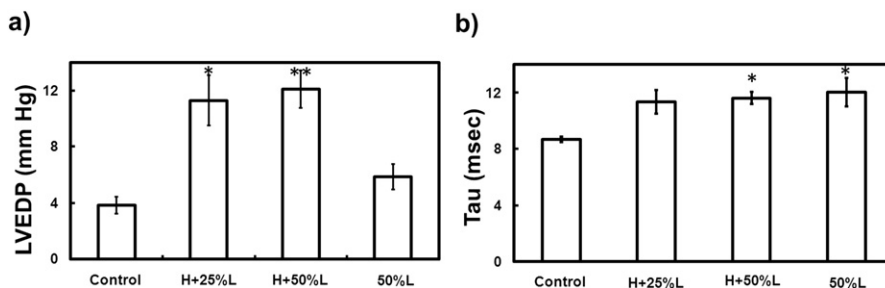 a)
LVEDP (mm Hg)
12
8
4
0
*
**
Control H+25%L H+50%L 50%L
b)
Tau (msec)
12
8
4
0
*
*
Control H+25%L H+50%L 50%L